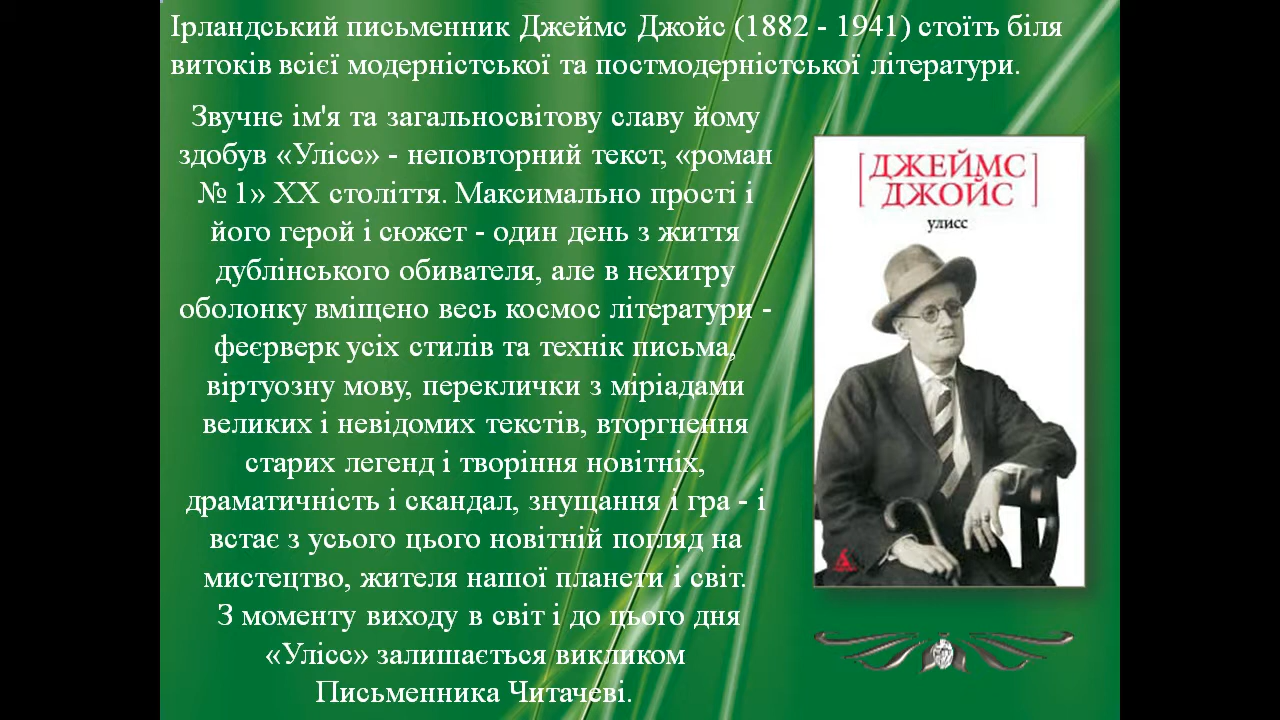 Ірландський письменник Джеймс Джойс (1882 - 1941) стоїть біля
витоків всієї модерністської та постмодерністської літератури.
Звучне ім'я та загальносвітову славу йому
здобув «Улісс» - неповторний текст, «роман
№ 1» ХХ століття. Максимально прості і
його герой і сюжет - один день з життя
дублінського обивателя, але в нехитру
оболонку вміщено весь космос літератури -
феєрверк усіх стилів та технік письма,
віртуозну мову, переклички з міріадами
великих і невідомих текстів, вторгнення
старих легенд і творіння новітніх,
драматичність і скандал, знущання і гра - і
встає з усього цього новітній погляд на
мистецтво, жителя нашої планети і світ.
З моменту виходу в світ і до цього дня
«Улісс» залишається викликом
Письменника Читачеві.
[ДЖЕЙМС
ДЖОЙС]
улисс